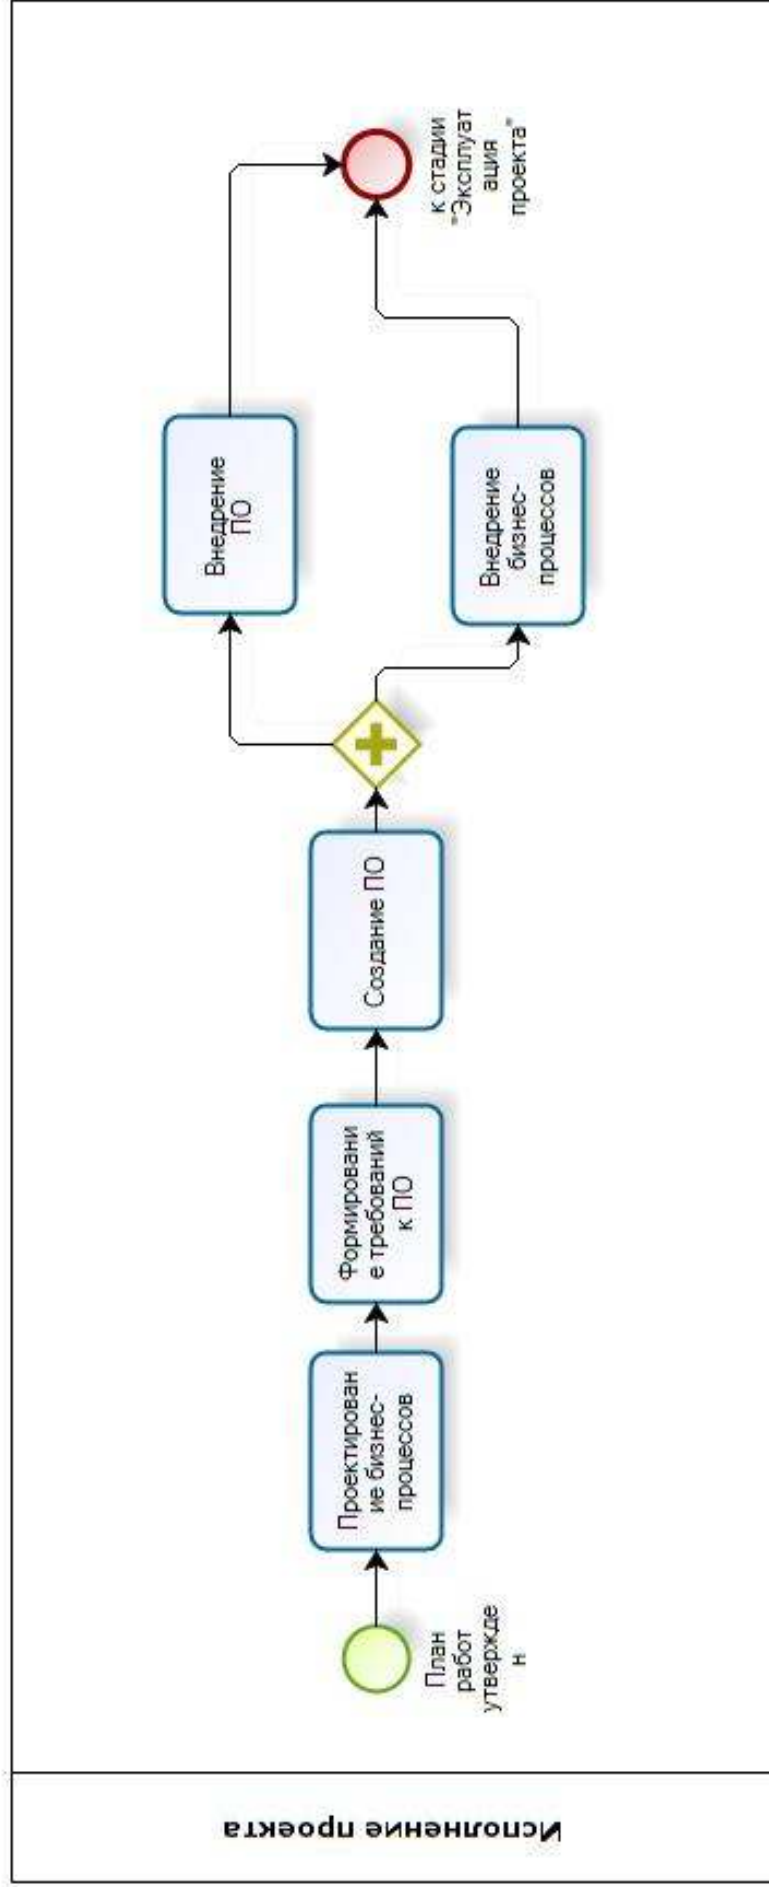 Исполнение проекта
План
работ
утвержде
н
Проектирован
ие бизнес-
процессов
Формировани
е требований
к ПО
Создание ПО
Внедрение
ПО
Внедрение
бизнес-
процессов
к стадии
"Эксплуат
ация
проекта"